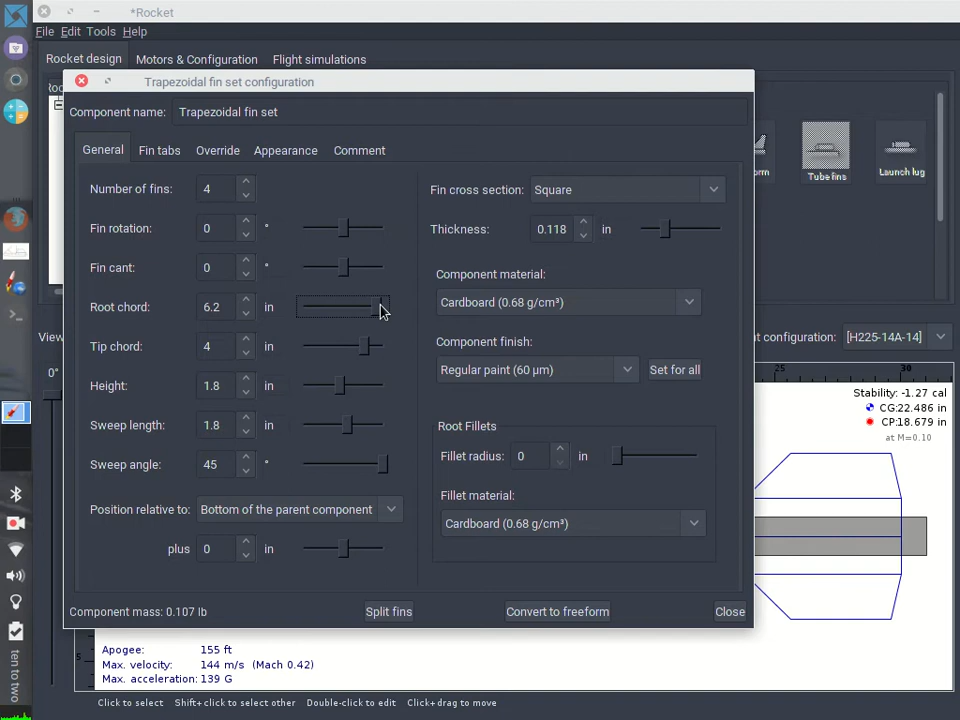 *Rocket
File Edit Tools Help
Rocket design Motors & Configuration Flight simulations
Trapezoidal fin set configuration
Component name: Trapezoidal fin set
General Fin tabs Override Appearance Comment
Number of fins: 4
Fin rotation: 0 °
Fin cant: 0 °
Root chord: 6.2 in
Tip chord: 4 in
Height: 1.8 in
Sweep length: 1.8 in
Sweep angle: 45 °
Position relative to: Bottom of the parent component
plus 0 in
Fin cross section: Square
Thickness: 0.118 in
Component material:
Cardboard (0.68 g/cm³)
Component finish:
Regular paint (60 µm) Set for all
Root Fillets
Fillet radius: 0 in
Fillet material:
Cardboard (0.68 g/cm³)
Component mass: 0.107 lb Split fins Convert to freeform Close
Tube fins Launch lug
View
0°
t configuration: [H225-14A-14]
25 30
Stability: -1.27 cal
CG:22.486 in
CP:18.679 in
at M=0.10
5
Apogee: 155 ft
Max. velocity: 144 m/s (Mach 0.42)
Max. acceleration: 139 G
Click to select Shift+click to select other Double-click to edit Click+drag to move
ten to two